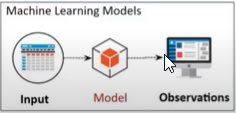 Machine Learning Models
Input
Model
Observations